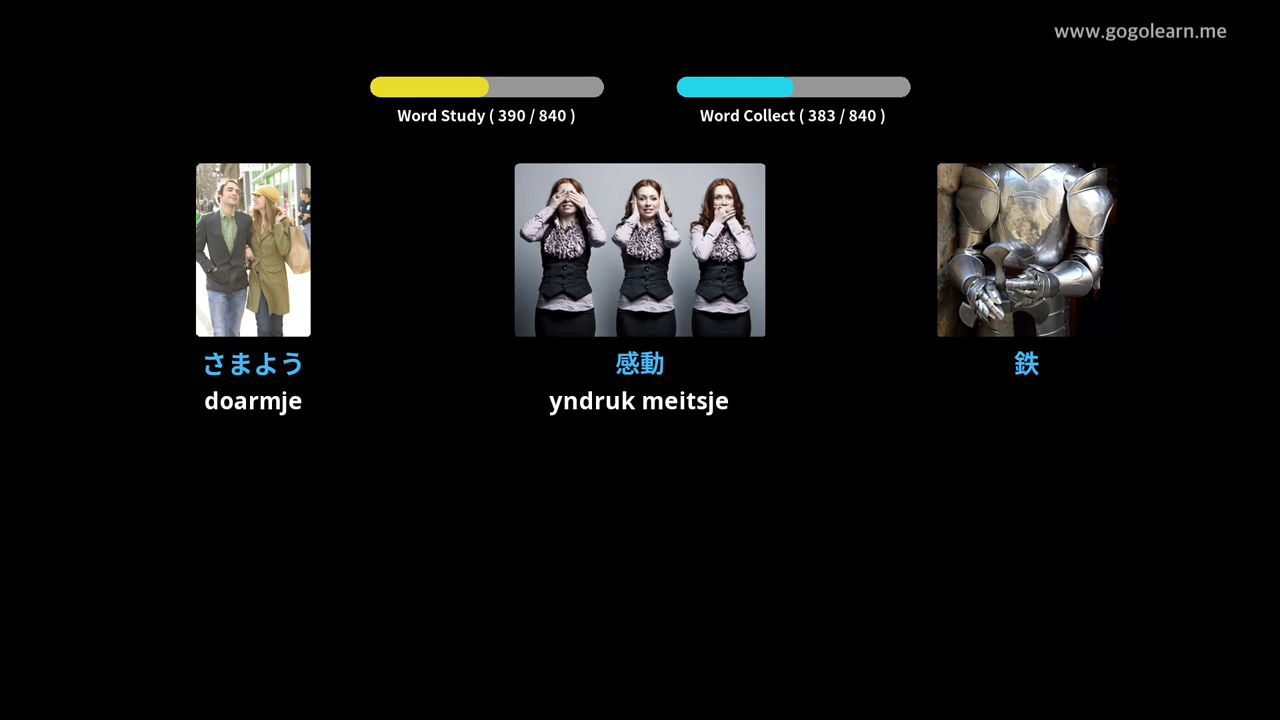 www.gogolearn.me
Word Study ( 390 / 840 )
Word Collect ( 383 / 840 )
さまよう
doarmje
感動
yndruk meitsje
鉄